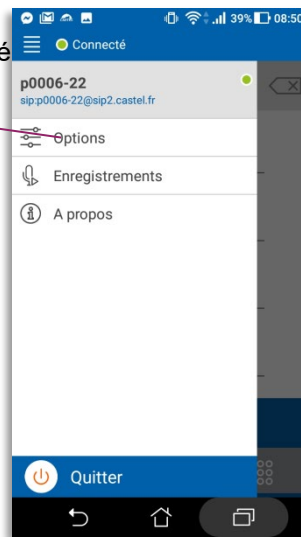 39% 08:50
é
Connecté
p0006-22
sip:p0006-22@sip2.castel.fr
Options
Enregistrements
A propos
Quitter